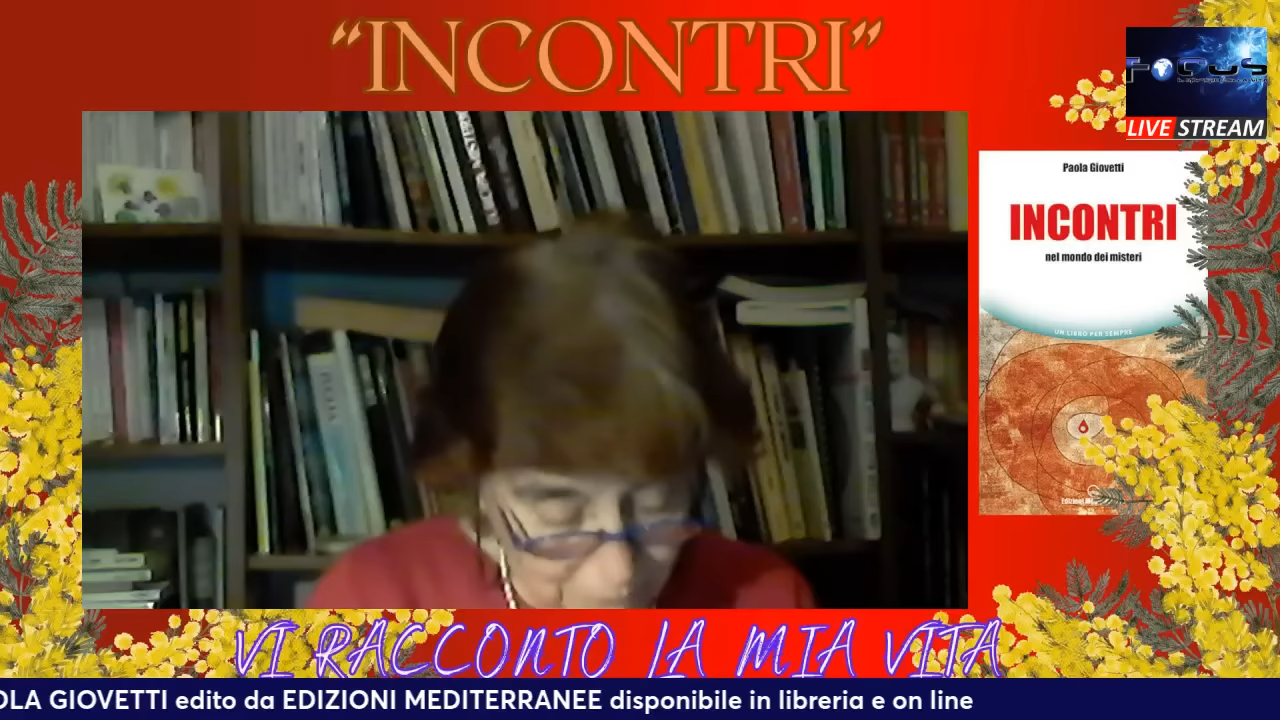 “INCONTRI”
FOCUS
LIVE STREAM
Paola Giovetti
INCONTRI
nel mondo dei misteri
UN LIBRO PER SEMPRE
VI RACCONTO LA MIA VITA
OLA GIOVETTI edito da EDIZIONI MEDITERRANEE disponibile in libreria e on line